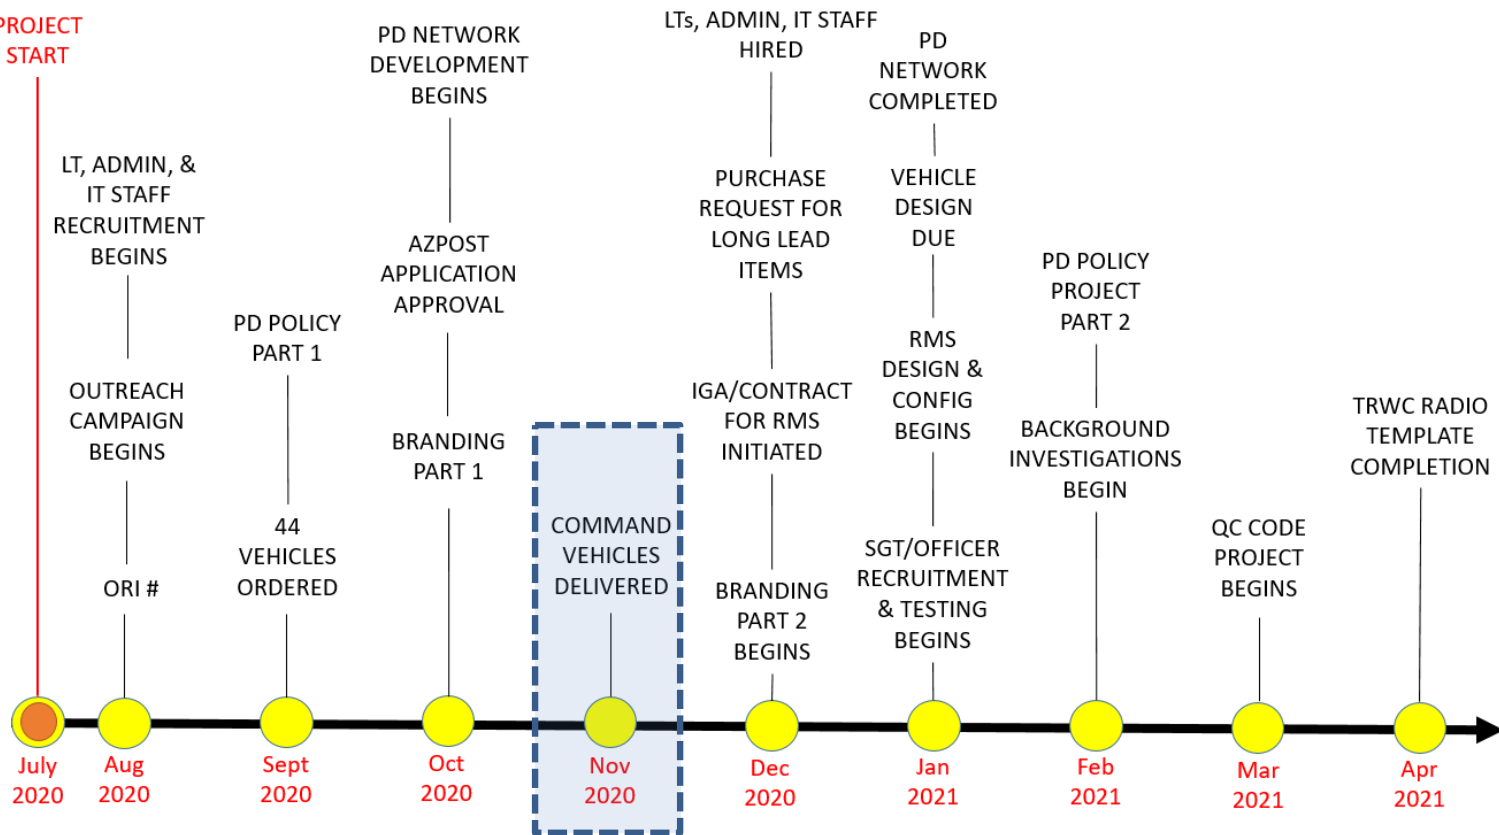 PROJECT
START
July
2020
LT, ADMIN, &
IT STAFF
RECRUITMENT
BEGINS
OUTREACH
CAMPAIGN
BEGINS
ORI #
Aug
2020
PD POLICY
PART 1
44
VEHICLES
ORDERED
Sept
2020
PD NETWORK
DEVELOPMENT
BEGINS
AZPOST
APPLICATION
APPROVAL
BRANDING
PART 1
Oct
2020
COMMAND
VEHICLES
DELIVERED
Nov
2020
LTs, ADMIN, IT STAFF
HIRED
PURCHASE
REQUEST FOR
LONG LEAD
ITEMS
IGA/CONTRACT
FOR RMS
INITIATED
BRANDING
PART 2
BEGINS
Dec
2020
PD
NETWORK
COMPLETED
VEHICLE
DESIGN
DUE
RMS
DESIGN &
CONFIG
BEGINS
SGT/OFFICER
RECRUITMENT
& TESTING
BEGINS
Jan
2021
PD POLICY
PROJECT
PART 2
BACKGROUND
INVESTIGATIONS
BEGIN
Feb
2021
QC CODE
PROJECT
BEGINS
Mar
2021
TRWC RADIO
TEMPLATE
COMPLETION
Apr
2021